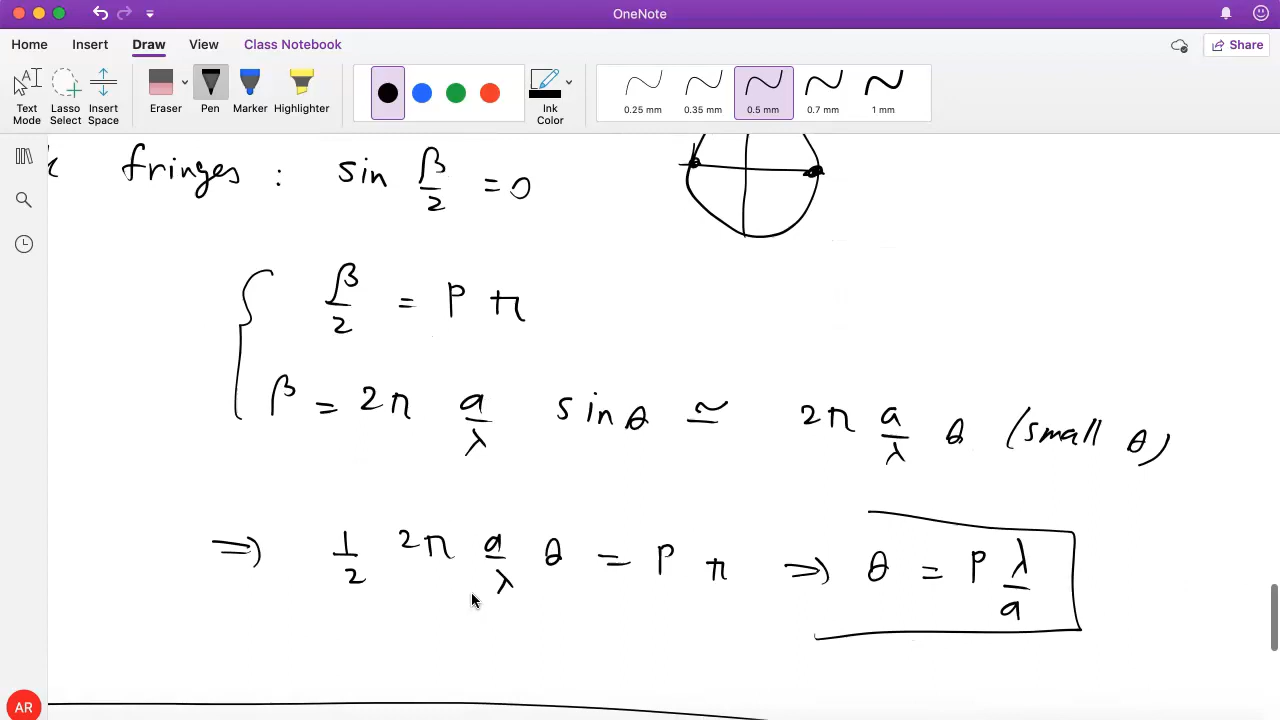 OneNote
Home Insert Draw View Class Notebook Share
Text Mode Lasso Select Insert Space Eraser Pen Marker Highlighter Ink Color 0.25 mm 0.35 mm 0.5 mm 0.7 mm 1 mm
fringes : sin β/2 = 0
β/2 = p π
β = 2π a/λ sin θ ≃ 2π a/λ θ (small θ)
⇒ 1/2 2π a/λ θ = p π ⇒ θ = p λ/a
AR